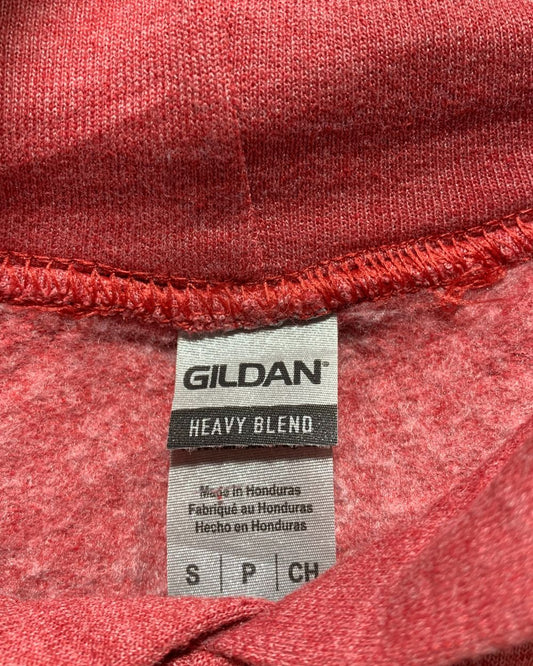 GILDAN
HEAVY BLEND
Made in Honduras
Fabriqué au Honduras
Hecho en Honduras
S P CH